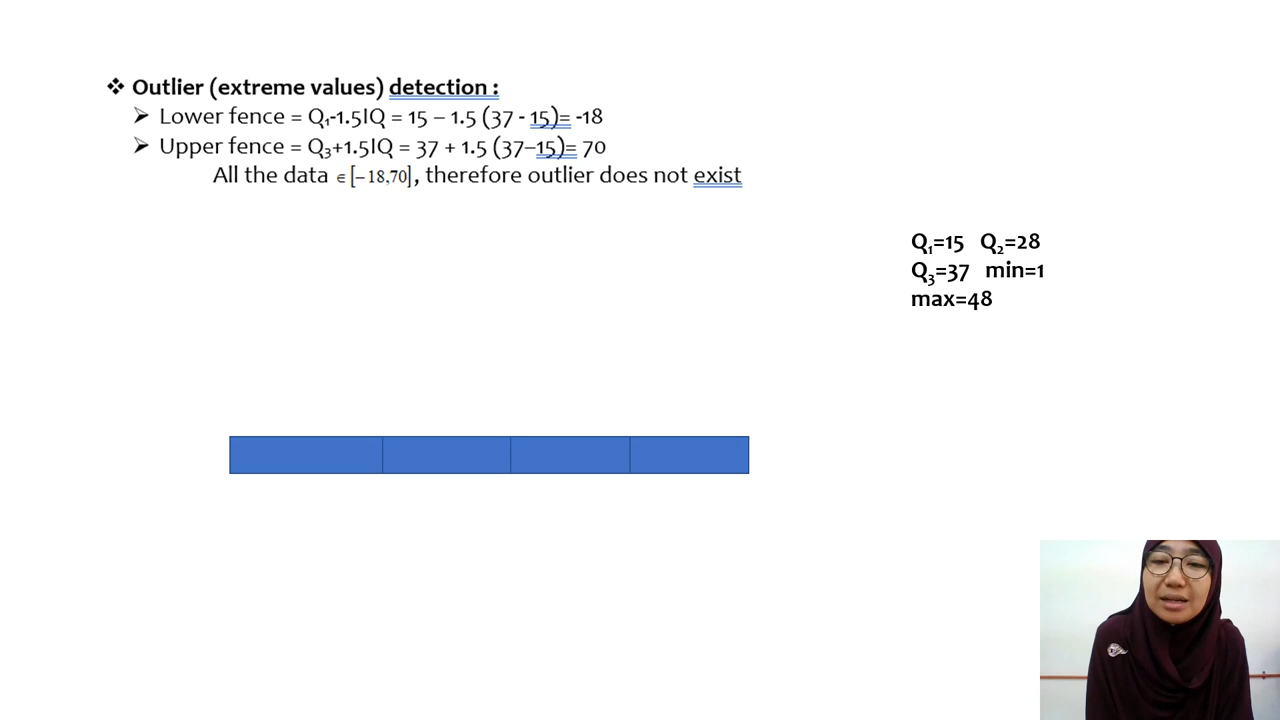 ❖ Outlier (extreme values) detection :
➢ Lower fence = Q₁-1.5IQ = 15 – 1.5 (37 - 15)= -18
➢ Upper fence = Q₃+1.5IQ = 37 + 1.5 (37–15)= 70
All the data ∈ [–18,70], therefore outlier does not exist
Q₁=15 Q₂=28
Q₃=37 min=1
max=48